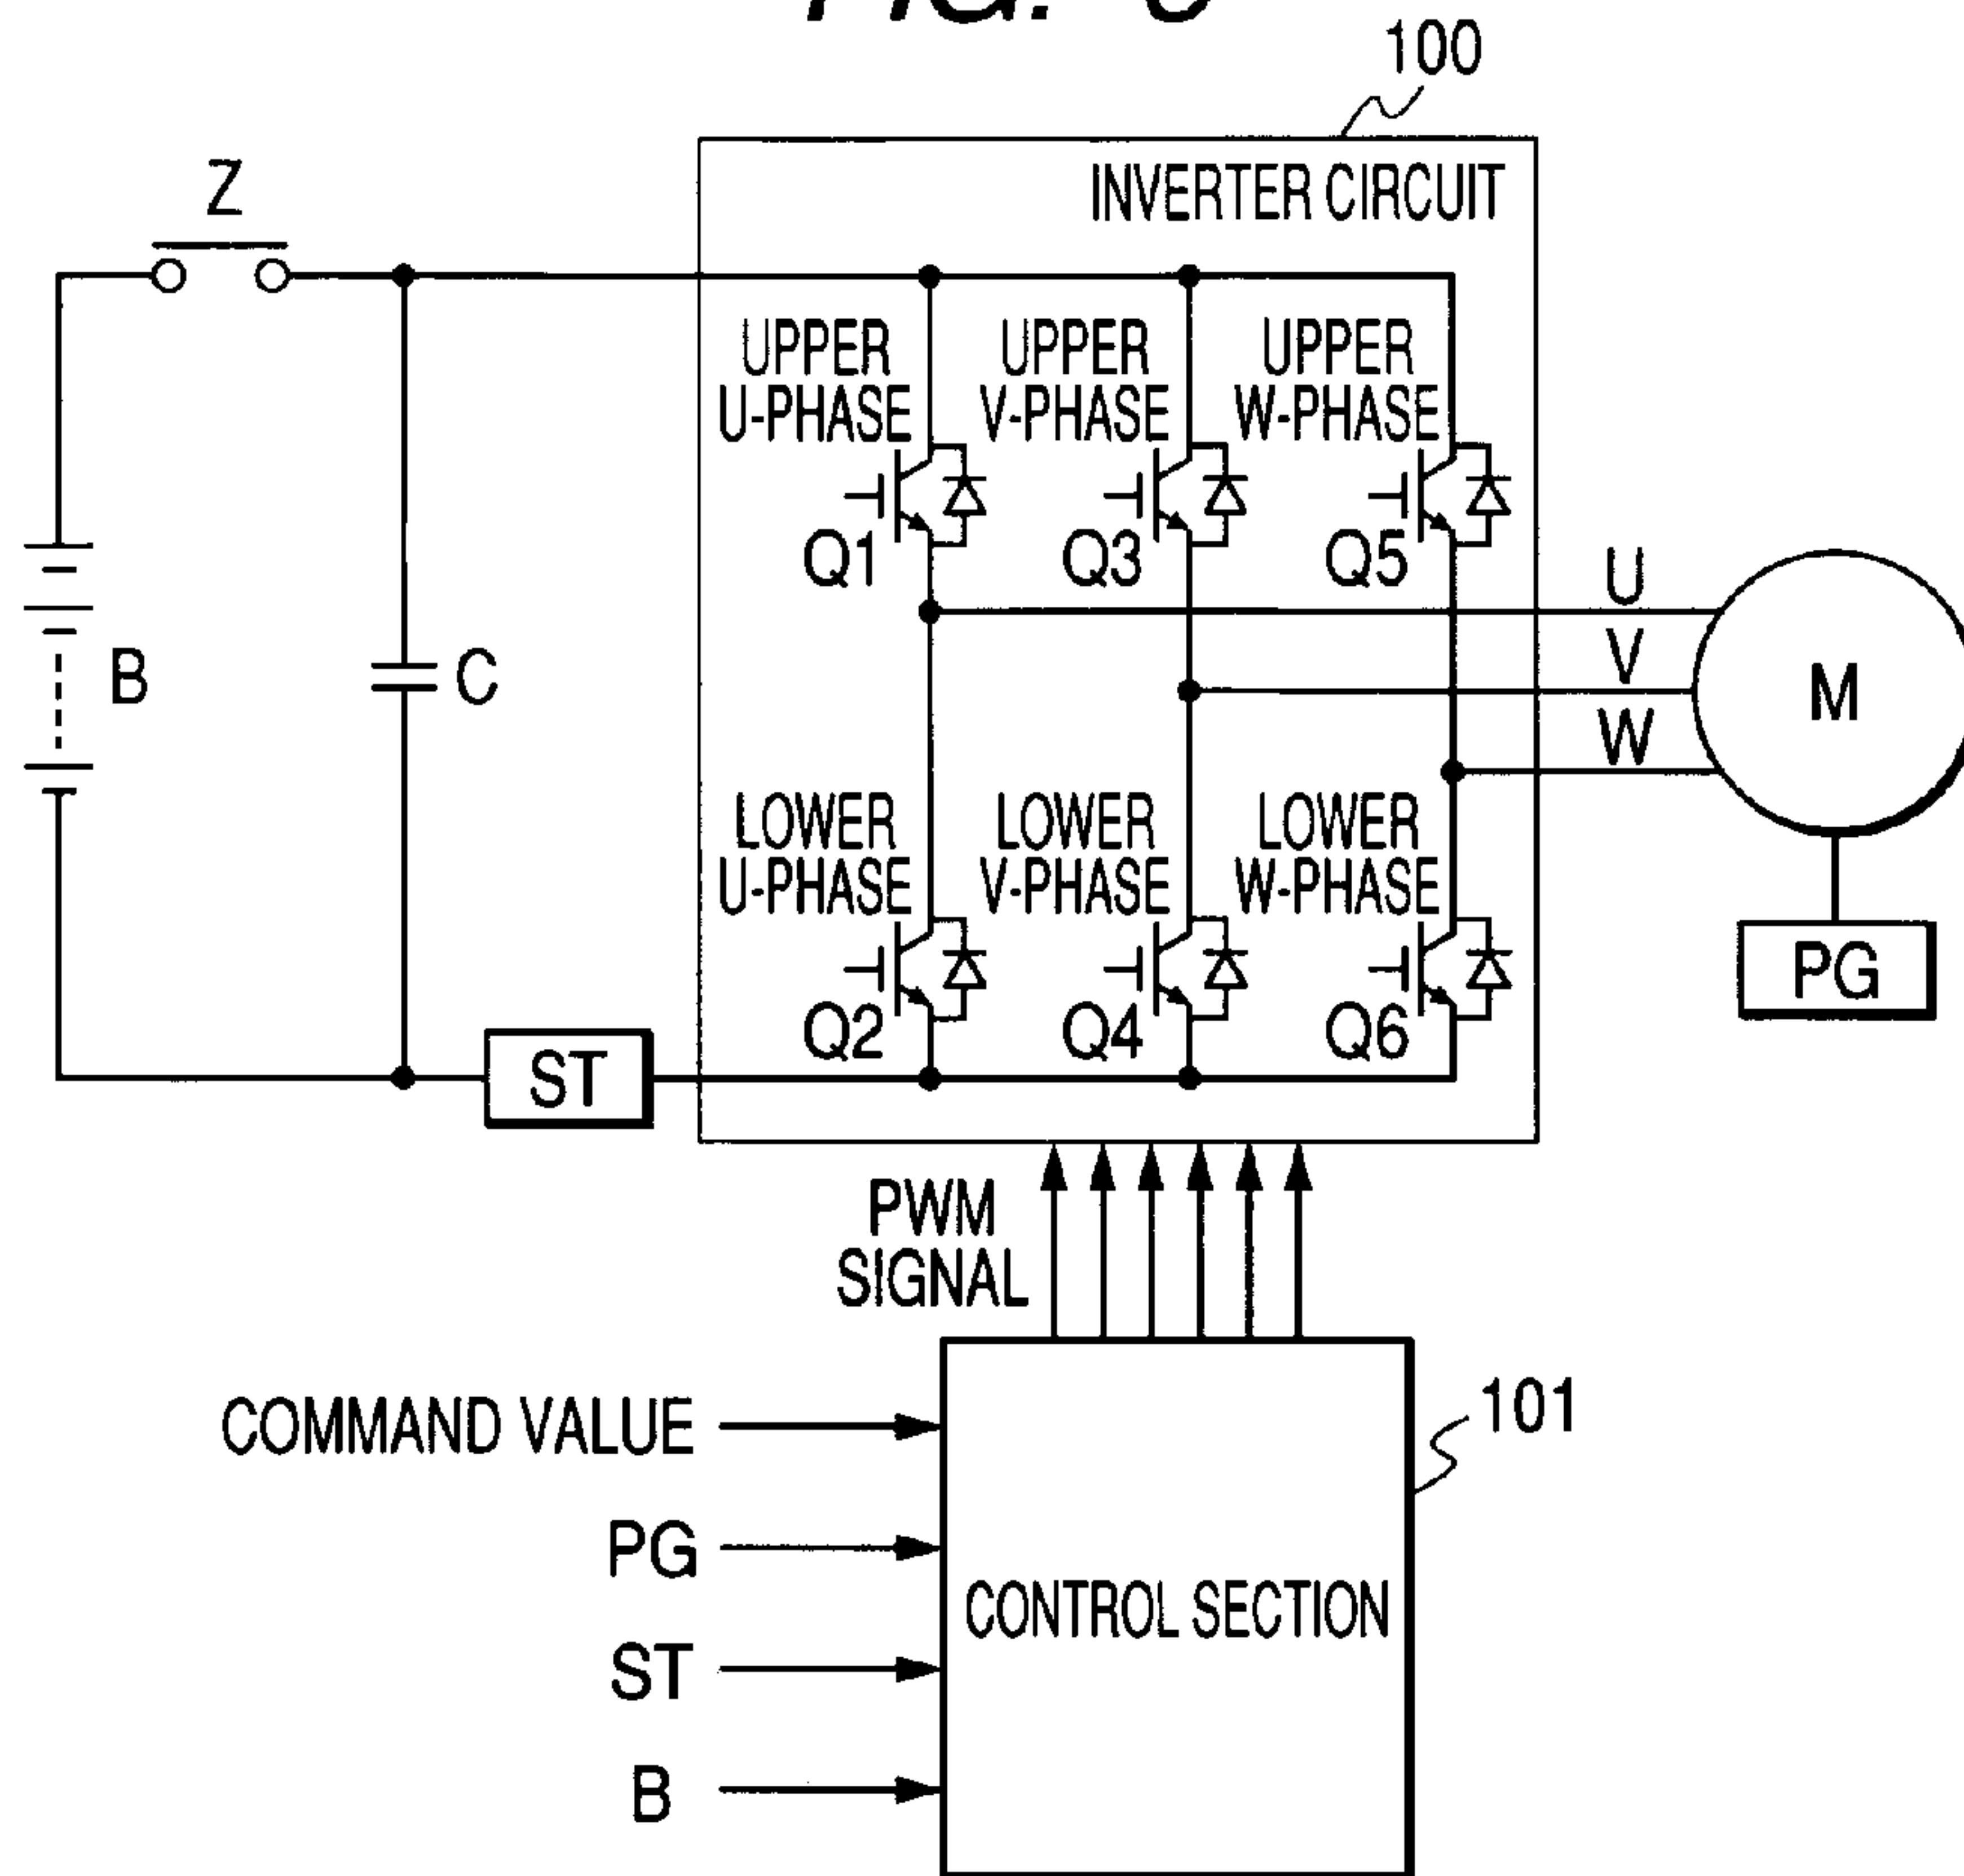 100
INVERTER CIRCUIT
Z
UPPER
U-PHASE
UPPER
V-PHASE
UPPER
W-PHASE
Q1
Q3
Q5
U
V
W
M
B
C
LOWER
U-PHASE
LOWER
V-PHASE
LOWER
W-PHASE
Q2
Q4
Q6
PG
ST
PWM
SIGNAL
COMMAND VALUE
PG
ST
B
CONTROL SECTION
101